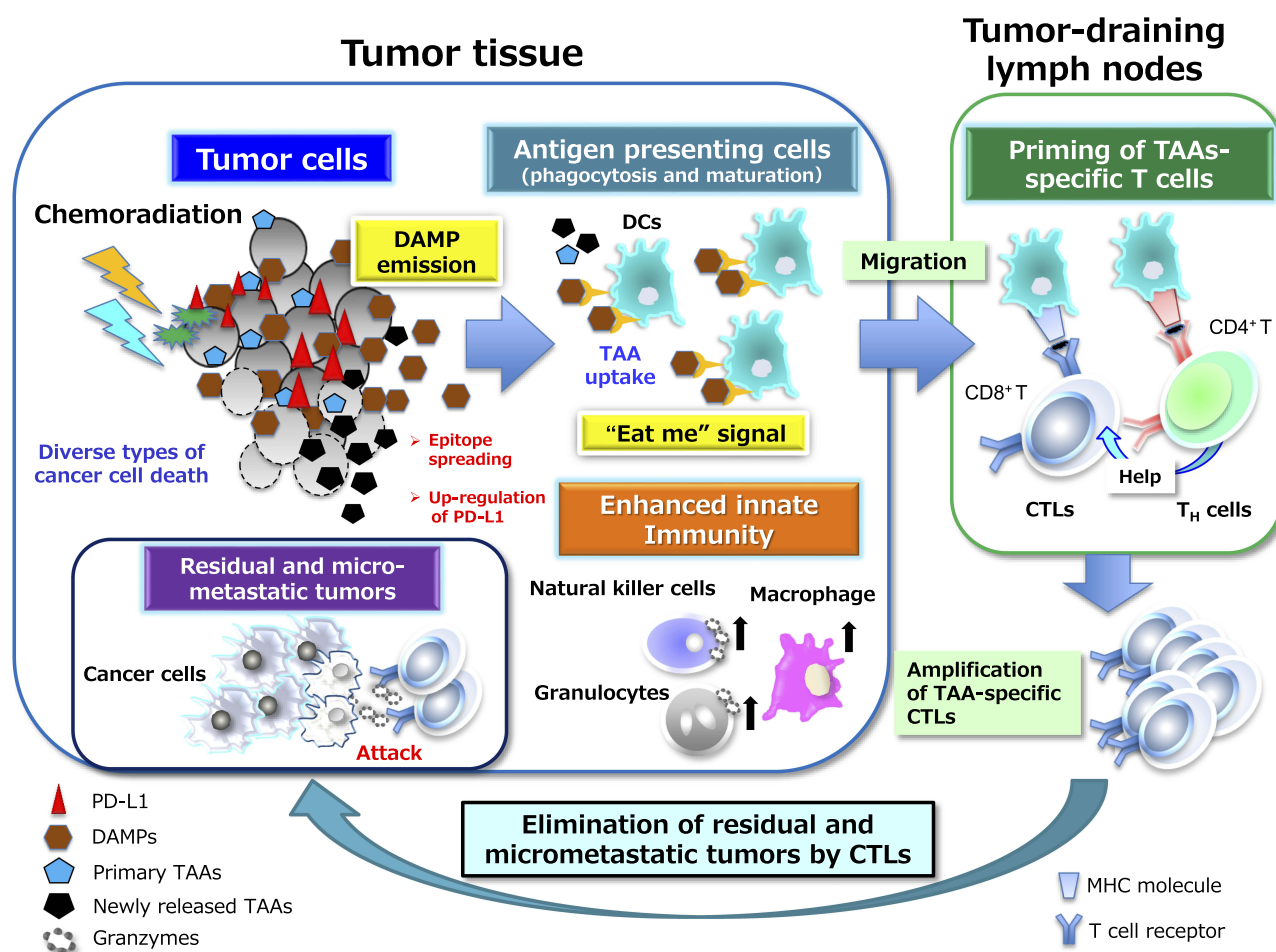 Tumor tissue
Tumor-draining
lymph nodes
Tumor cells
Antigen presenting cells
(phagocytosis and maturation)
Priming of TAAs-
specific T cells
Chemoradiation
DAMP
emission
DCs
TAA
uptake
"Eat me" signal
Migration
CD4⁺ T
CD8⁺ T
Help
CTLs
T_H cells
Diverse types of
cancer cell death
➢ Epitope
spreading
➢ Up-regulation
of PD-L1
Enhanced innate
Immunity
Natural killer cells
Macrophage
Granulocytes
Residual and micro-
metastatic tumors
Cancer cells
Attack
Amplification
of TAA-specific
CTLs
Elimination of residual and
micrometastatic tumors by CTLs
PD-L1
DAMPs
Primary TAAs
Newly released TAAs
Granzymes
MHC molecule
T cell receptor